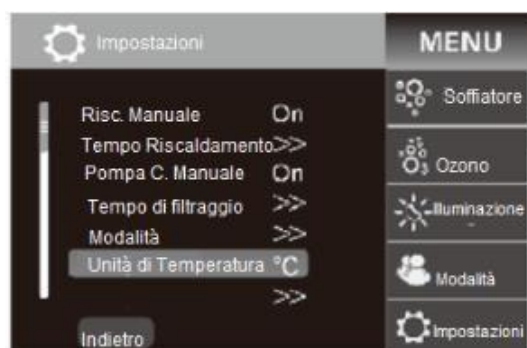 Impostazioni
Risc. Manuale On
Tempo Riscaldamento >>
Pompa C. Manuale On
Tempo di filtraggio >>
Modalità >>
Unità di Temperatura °C
>>
Indietro
MENU
Soffiatore
O3 Ozono
Illuminazione
Modalità
Impostazioni